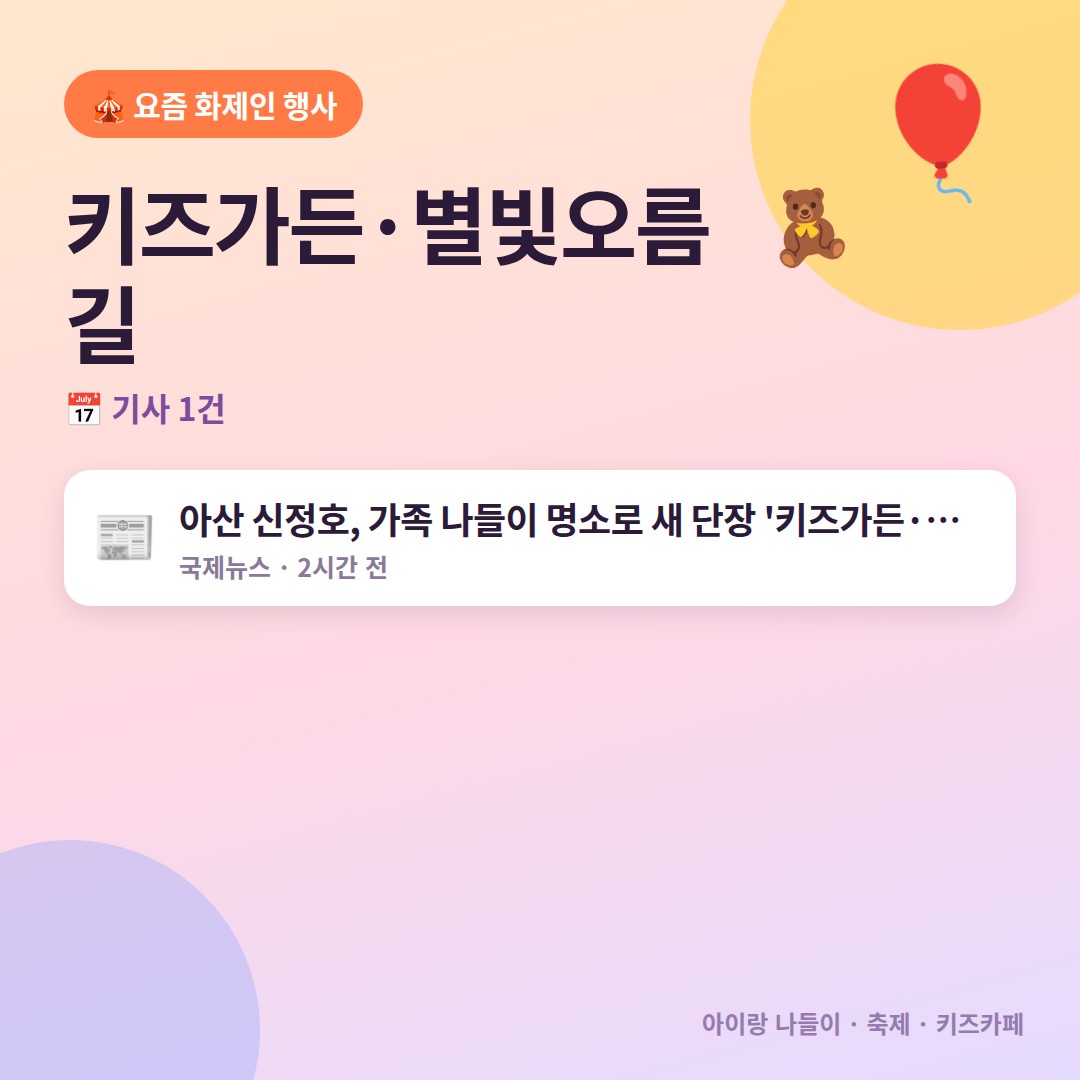 🎪 요즘 화제인 행사
키즈가든·별빛오름
길
📅 기사 1건
아산 신정호, 가족 나들이 명소로 새 단장 '키즈가든·…
국제뉴스 · 2시간 전
아이랑 나들이 · 축제 · 키즈카페